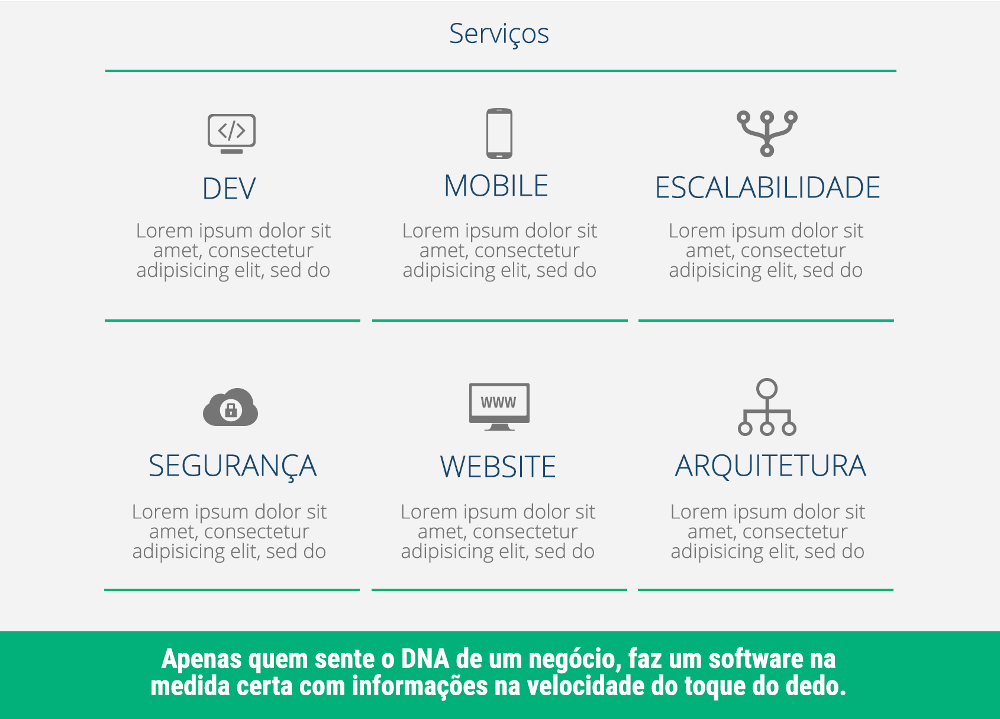 Serviços
</>
DEV
Lorem ipsum dolor sit
amet, consectetur
adipisicing elit, sed do
MOBILE
Lorem ipsum dolor sit
amet, consectetur
adipisicing elit, sed do
ESCALABILIDADE
Lorem ipsum dolor sit
amet, consectetur
adipisicing elit, sed do
SEGURANÇA
Lorem ipsum dolor sit
amet, consectetur
adipisicing elit, sed do
WWW
WEBSITE
Lorem ipsum dolor sit
amet, consectetur
adipisicing elit, sed do
ARQUITETURA
Lorem ipsum dolor sit
amet, consectetur
adipisicing elit, sed do
Apenas quem sente o DNA de um negócio, faz um software na
medida certa com informações na velocidade do toque do dedo.